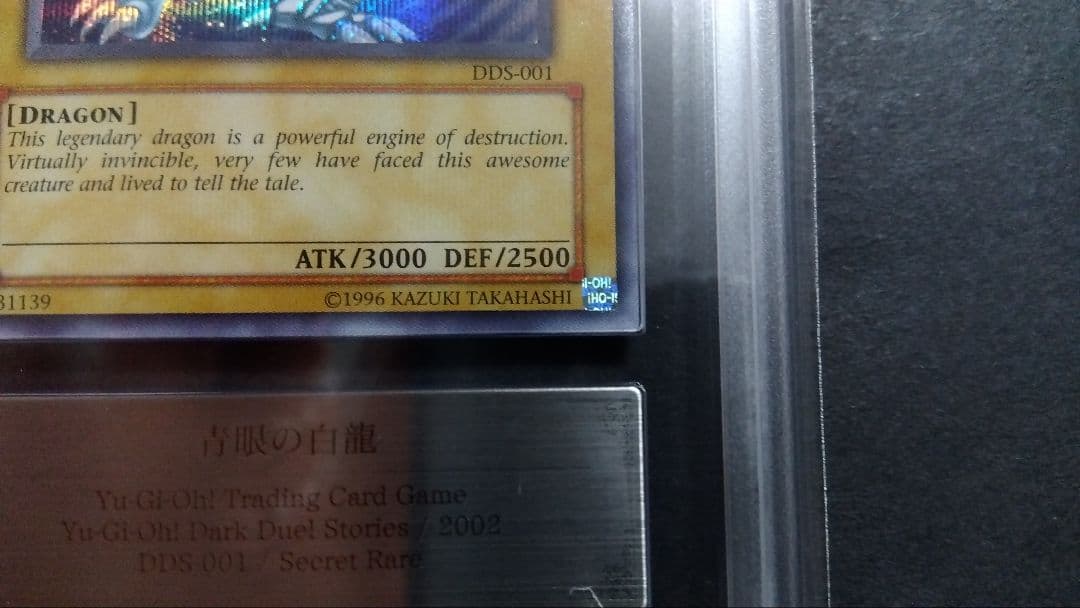 DDS-001
[DRAGON]
This legendary dragon is a powerful engine of destruction.
Virtually invincible, very few have faced this awesome
creature and lived to tell the tale.
ATK/3000 DEF/2500
31139
©1996 KAZUKI TAKAHASHI
I-OH!
青眼の白龍
Yu-Gi-Oh! Trading Card Game
Yu-Gi-Oh! Dark Duel Stories / 2002
DDS-001 / Secret Rare